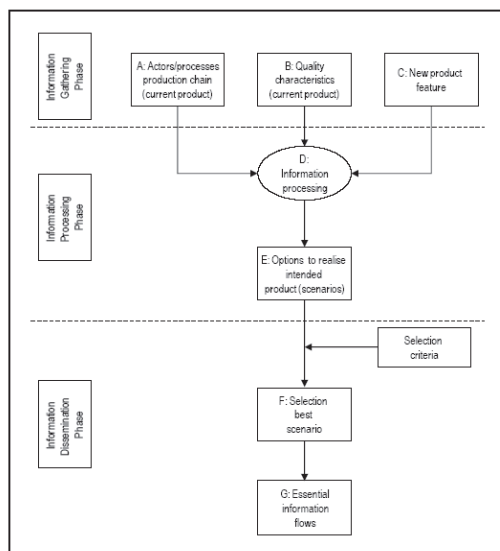 Information
Gathering
Phase
A: Actors/processes
production chain
(current product)
B: Quality
characteristics
(current product)
C: New product
feature
Information
Processing
Phase
D:
Information
processing
E: Options to realise
intended
product (scenarios)
Information
Dissemination
Phase
Selection
criteria
F: Selection
best
scenario
G: Essential
information
flows